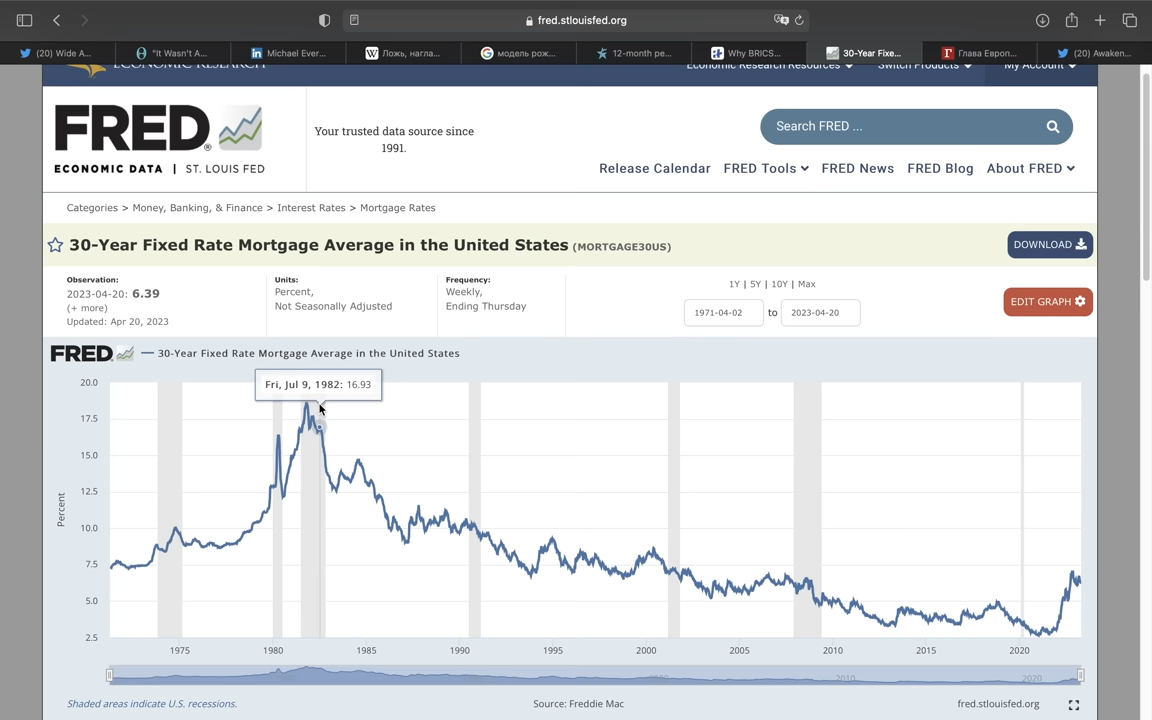 fred.stlouisfed.org
(20) Wide A...
"It Wasn't A...
Michael Ever...
Ложь, нагла...
модель рож...
12-month pe...
Why BRICS...
30-Year Fixe...
Глава Европ...
(20) Awaken...
ECONOMIC RESEARCH
Economic Research Resources
Switch Products
My Account
FRED
ECONOMIC DATA | ST. LOUIS FED
Your trusted data source since
1991.
Search FRED ...
Release Calendar FRED Tools FRED News FRED Blog About FRED
Categories > Money, Banking, & Finance > Interest Rates > Mortgage Rates
30-Year Fixed Rate Mortgage Average in the United States (MORTGAGE30US)
DOWNLOAD
Observation:
2023-04-20: 6.39
(+ more)
Updated: Apr 20, 2023
Units:
Percent,
Not Seasonally Adjusted
Frequency:
Weekly,
Ending Thursday
1Y | 5Y | 10Y | Max
1971-04-02 to 2023-04-20
EDIT GRAPH
FRED — 30-Year Fixed Rate Mortgage Average in the United States
Fri, Jul 9, 1982: 16.93
20.0
17.5
15.0
12.5
10.0
7.5
5.0
2.5
Percent
1975 1980 1985 1990 1995 2000 2005 2010 2015 2020
2010 2020
Shaded areas indicate U.S. recessions.
Source: Freddie Mac
fred.stlouisfed.org